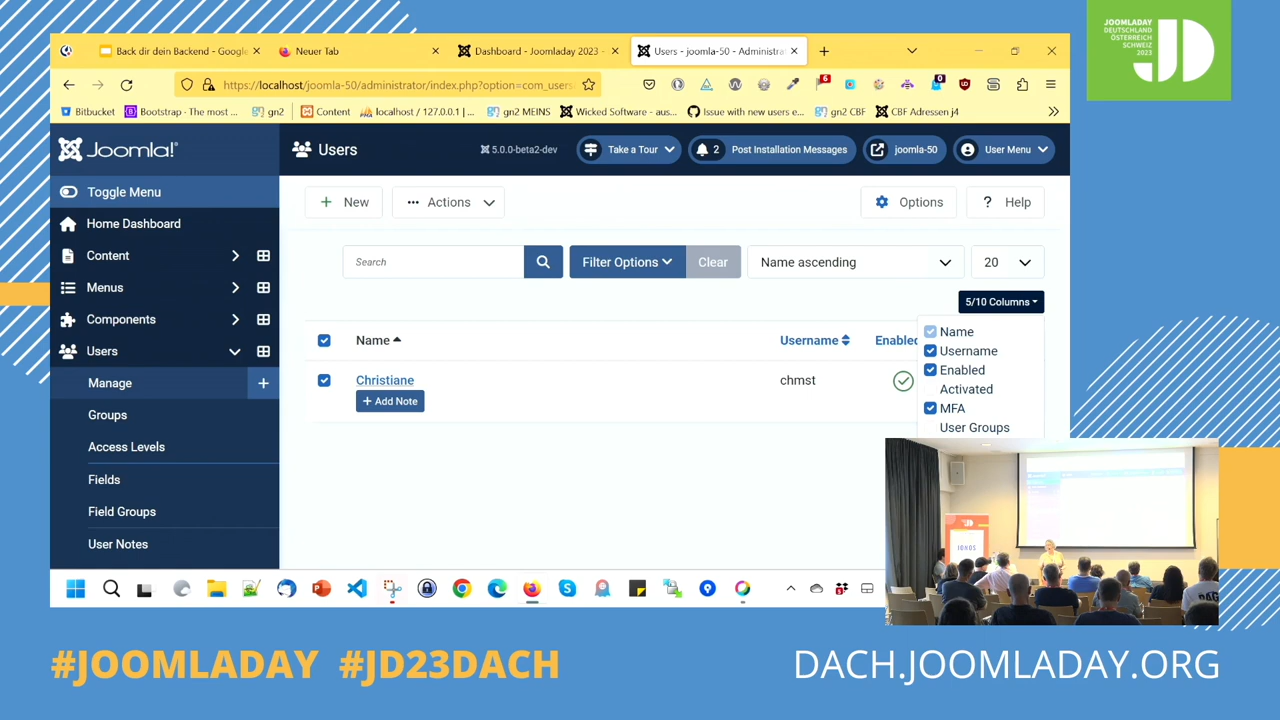 JOOMLADAY
DEUTSCHLAND
ÖSTERREICH
SCHWEIZ
2023
JD
Back dir dein Backend - Google
Neuer Tab
Dashboard - Joomladay 2023 -
Users - joomla-50 - Administra
https://localhost/joomla-50/administrator/index.php?option=com_users
6
0
Bitbucket
Bootstrap - The most ...
gn2
Content
localhost / 127.0.0.1 | ...
gn2 MEINS
Wicked Software - aus...
Issue with new users e...
gn2 CBF
CBF Adressen j4
Joomla!®
Users
5.0.0-beta2-dev
Take a Tour
2 Post Installation Messages
joomla-50
User Menu
Toggle Menu
Home Dashboard
Content
Menus
Components
Users
Manage
Groups
Access Levels
Fields
Field Groups
User Notes
New
Actions
Options
? Help
Search
Filter Options
Clear
Name ascending
20
5/10 Columns
Name
Username
Enabled
Activated
MFA
User Groups
Name
Username
Enabled
Christiane
chmst
+ Add Note
IONOS
#JOOMLADAY #JD23DACH
DACH.JOOMLADAY.ORG